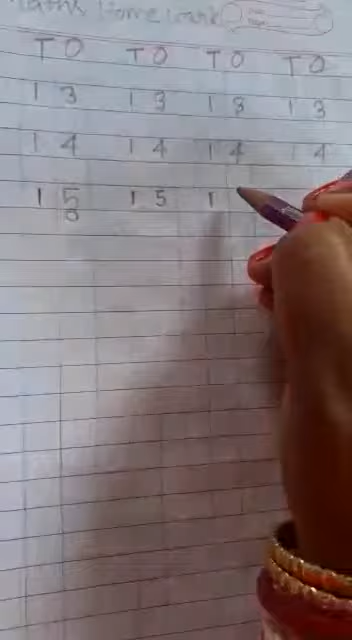 Maths Home work
T O T O T O T O
1 3 1 3 1 3 1 3
1 4 1 4 1 4 1 4
1 5 1 5 1